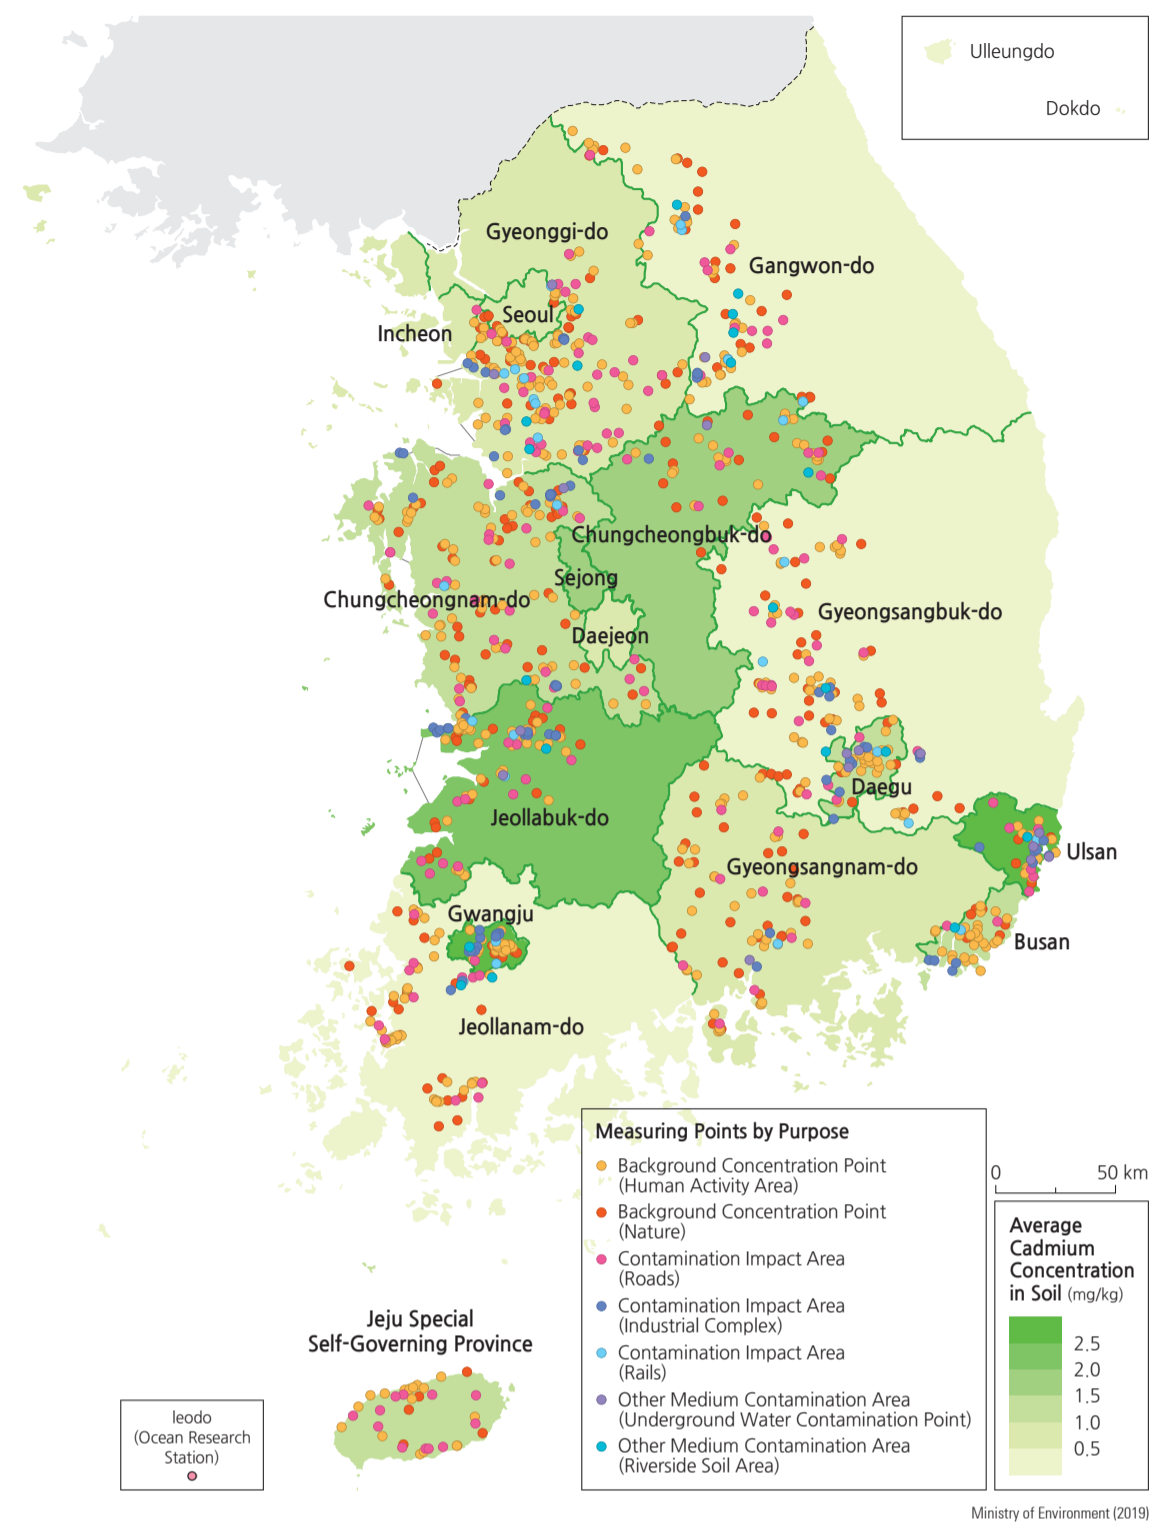 Ulleungdo
Dokdo
Gyeonggi-do
Gangwon-do
Seoul
Incheon
Chungcheongbuk-do
Sejong
Chungcheongnam-do
Gyeongsangbuk-do
Daejeon
Daegu
Jeollabuk-do
Ulsan
Gyeongsangnam-do
Gwangju
Busan
Jeollanam-do
Measuring Points by Purpose
Background Concentration Point
(Human Activity Area)
Background Concentration Point
(Nature)
Contamination Impact Area
(Roads)
Contamination Impact Area
(Industrial Complex)
Contamination Impact Area
(Rails)
Other Medium Contamination Area
(Underground Water Contamination Point)
Other Medium Contamination Area
(Riverside Soil Area)
0 50 km
Average
Cadmium
Concentration
in Soil (mg/kg)
2.5
2.0
1.5
1.0
0.5
Jeju Special
Self-Governing Province
Ieodo
(Ocean Research
Station)
Ministry of Environment (2019)